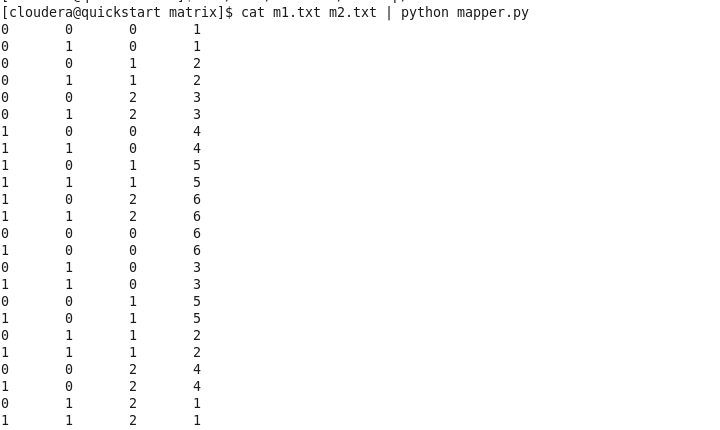 [cloudera@quickstart matrix]$ cat m1.txt m2.txt | python mapper.py
0 0 0 1
0 1 0 1
0 0 1 2
0 1 1 2
0 0 2 3
0 1 2 3
1 0 0 4
1 1 0 4
1 0 1 5
1 1 1 5
1 0 2 6
1 1 2 6
0 0 0 6
1 0 0 6
0 1 0 3
1 1 0 3
0 0 1 5
1 0 1 5
0 1 1 2
1 1 1 2
0 0 2 4
1 0 2 4
0 1 2 1
1 1 2 1